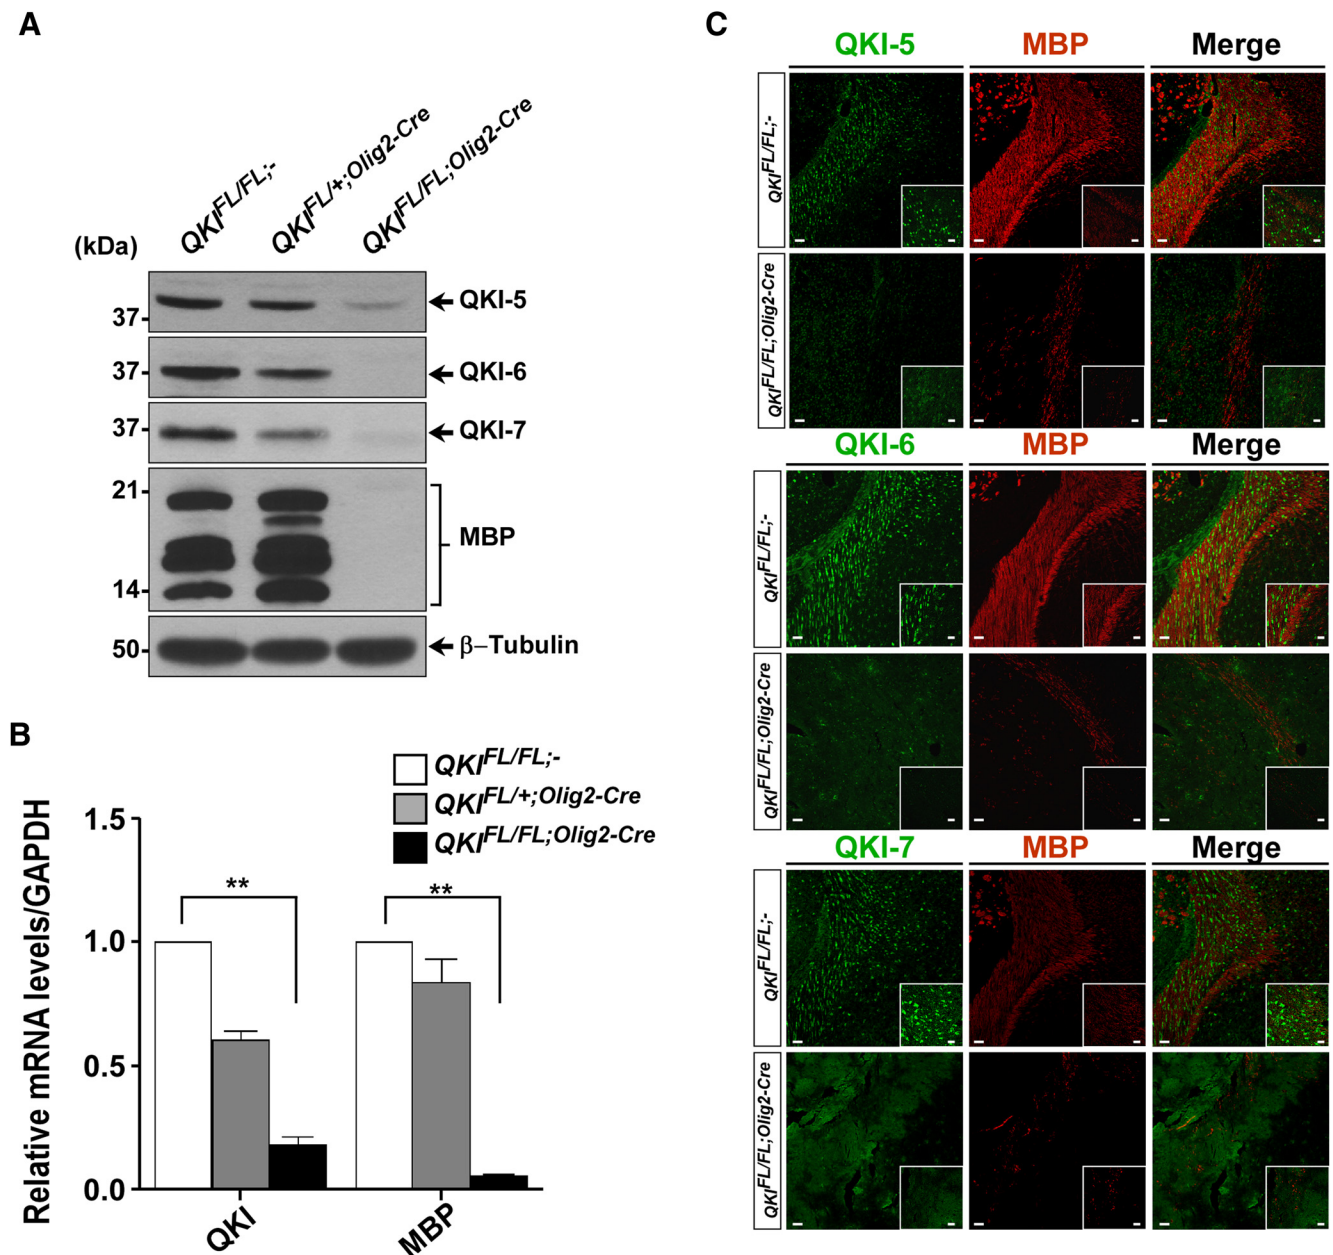 A
QKI^FL/FL;-
QKI^FL/+;Olig2-Cre
QKI^FL/FL;Olig2-Cre
(kDa)
37
QKI-5
37
QKI-6
37
QKI-7
21
MBP
14
50
β–Tubulin
B
QKI^FL/FL;-
QKI^FL/+;Olig2-Cre
QKI^FL/FL;Olig2-Cre
Relative mRNA levels/GAPDH
1.5
1.0
0.5
0.0
**
**
QKI
MBP
C
QKI-5 MBP Merge
QKI^FL/FL;-
QKI^FL/FL;Olig2-Cre
QKI-6 MBP Merge
QKI^FL/FL;-
QKI^FL/FL;Olig2-Cre
QKI-7 MBP Merge
QKI^FL/FL;-
QKI^FL/FL;Olig2-Cre